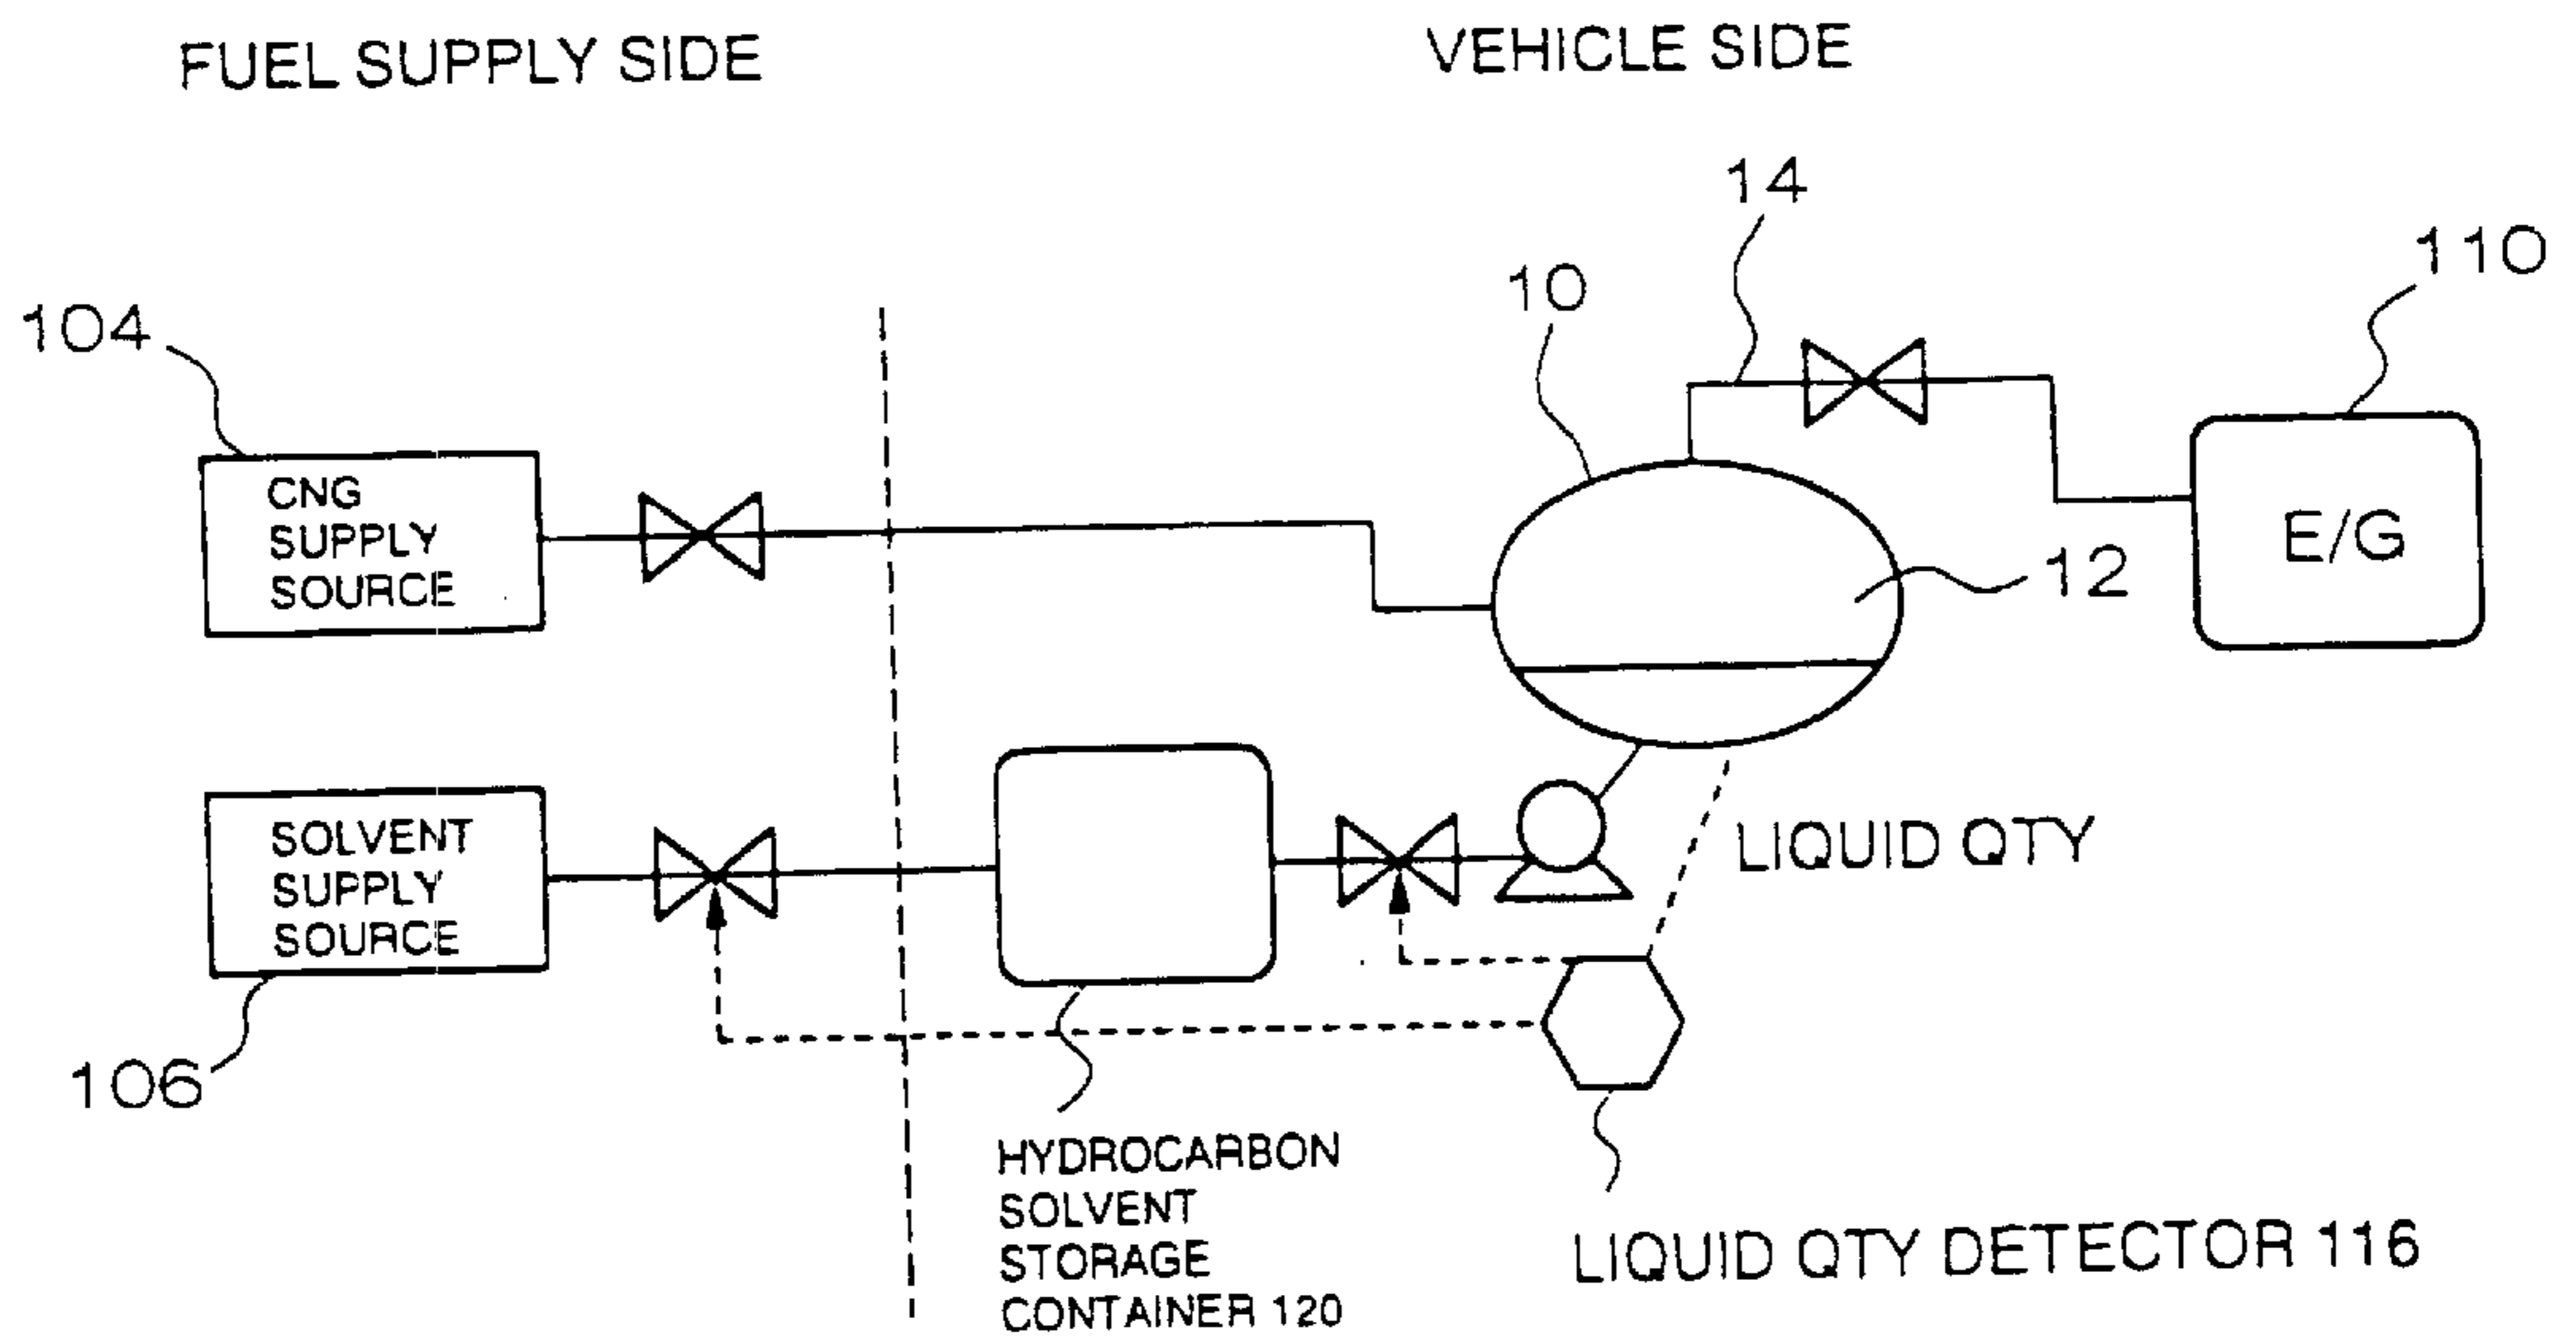 FUEL SUPPLY SIDE
VEHICLE SIDE
14
110
10
104
CNG
SUPPLY
SOURCE
E/G
12
SOLVENT
SUPPLY
SOURCE
LIQUID QTY
106
HYDROCARBON
SOLVENT
STORAGE
CONTAINER 120
LIQUID QTY DETECTOR 116